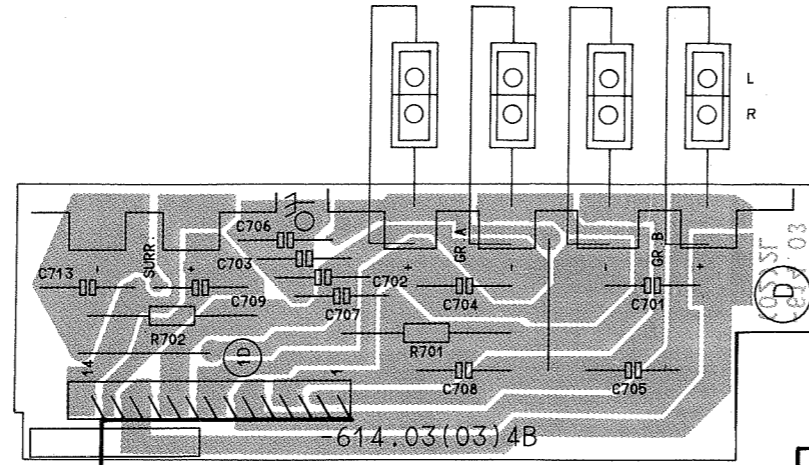 L
R
C706
SURR.
C703
GR.A
GR.B
C713
-
+
C702
+
-
-
+
C709
C707
C704
C701
D
R702
R701
14
1D
1
C708
C705
-614.03(03)4B